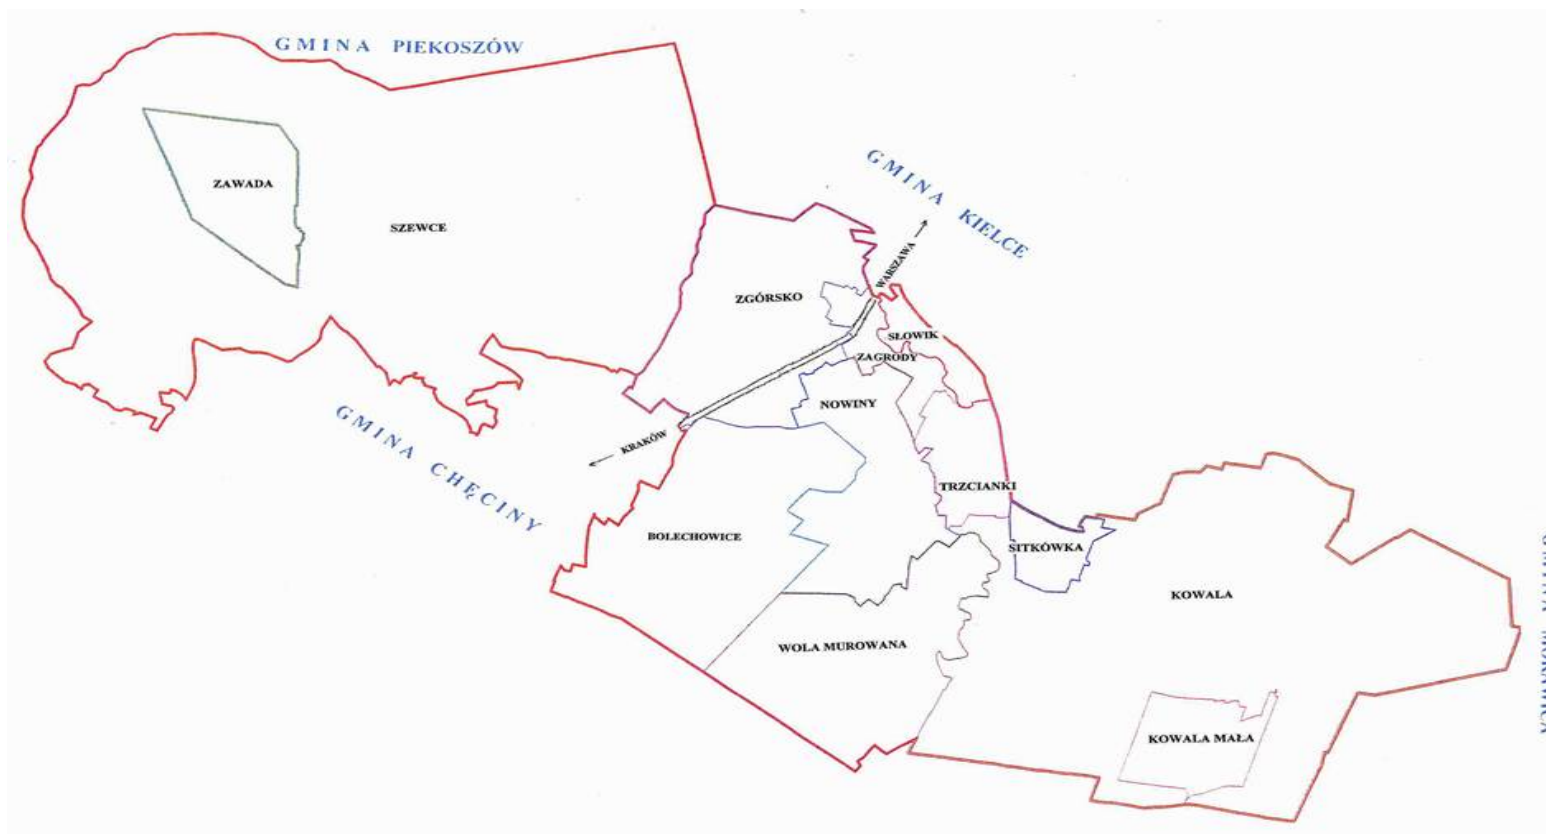 GMINA PIEKOSZÓW
GMINA KIELCE
ZAWADA
SZEWCE
WARSZAWA
ZGÓRSKO
SŁOWIK
ZAGRODY
NOWINY
GMINA CHĘCINY
KRAKÓW
TRZCIANKI
BOLECHOWICE
SITKÓWKA
KOWALA
WOLA MUROWANA
KOWALA MAŁA